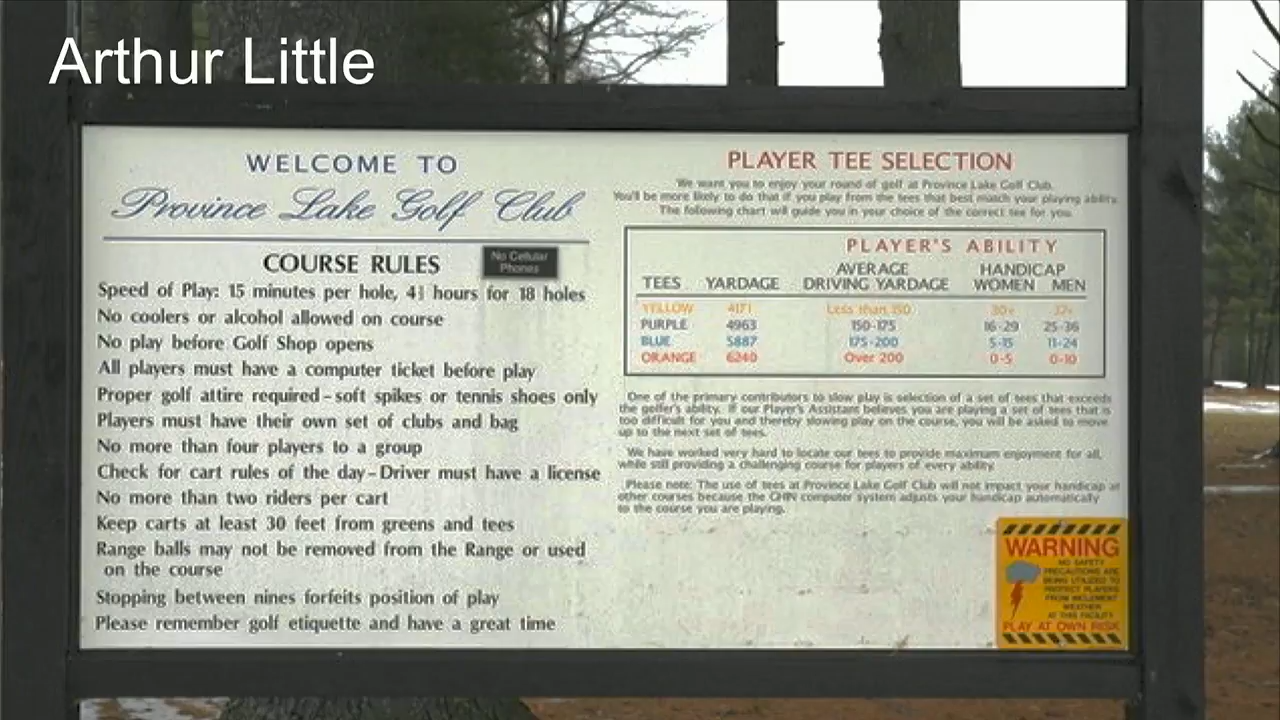 Arthur Little
WELCOME TO
Province Lake Golf Club
COURSE RULES
No Cellular
Phones
Speed of Play: 15 minutes per hole, 4½ hours for 18 holes
No coolers or alcohol allowed on course
No play before Golf Shop opens
All players must have a computer ticket before play
Proper golf attire required – soft spikes or tennis shoes only
Players must have their own set of clubs and bag
No more than four players to a group
Check for cart rules of the day – Driver must have a license
No more than two riders per cart
Keep carts at least 30 feet from greens and tees
Range balls may not be removed from the Range or used
on the course
Stopping between nines forfeits position of play
Please remember golf etiquette and have a great time
PLAYER TEE SELECTION
We want you to enjoy your round of golf at Province Lake Golf Club.
You'll be more likely to do that if you play from the tees that best match your playing ability.
The following chart will guide you in your choice of the correct tee for you.
PLAYER'S ABILITY
AVERAGE HANDICAP
TEES YARDAGE DRIVING YARDAGE WOMEN MEN
YELLOW 4171 Less than 150 30+ 37+
PURPLE 4963 150-175 16-29 25-36
BLUE 5887 175-200 5-15 11-24
ORANGE 6240 Over 200 0-5 0-10
One of the primary contributors to slow play is selection of a set of tees that exceeds
the golfer's ability. If our Player's Assistant believes you are playing a set of tees that is
too difficult for you and thereby slowing play on the course, you will be asked to move
up to the next set of tees.
We have worked very hard to locate our tees to provide maximum enjoyment for all,
while still providing a challenging course for players of every ability.
Please note: The use of tees at Province Lake Golf Club will not impact your handicap at
other courses because the GHIN computer system adjusts your handicap automatically
to the course you are playing.
WARNING
NO SAFETY
PRECAUTIONS ARE
BEING UTILIZED TO
PROTECT PLAYERS
FROM INCLEMENT
WEATHER
AT THIS FACILITY
PLAY AT OWN RISK